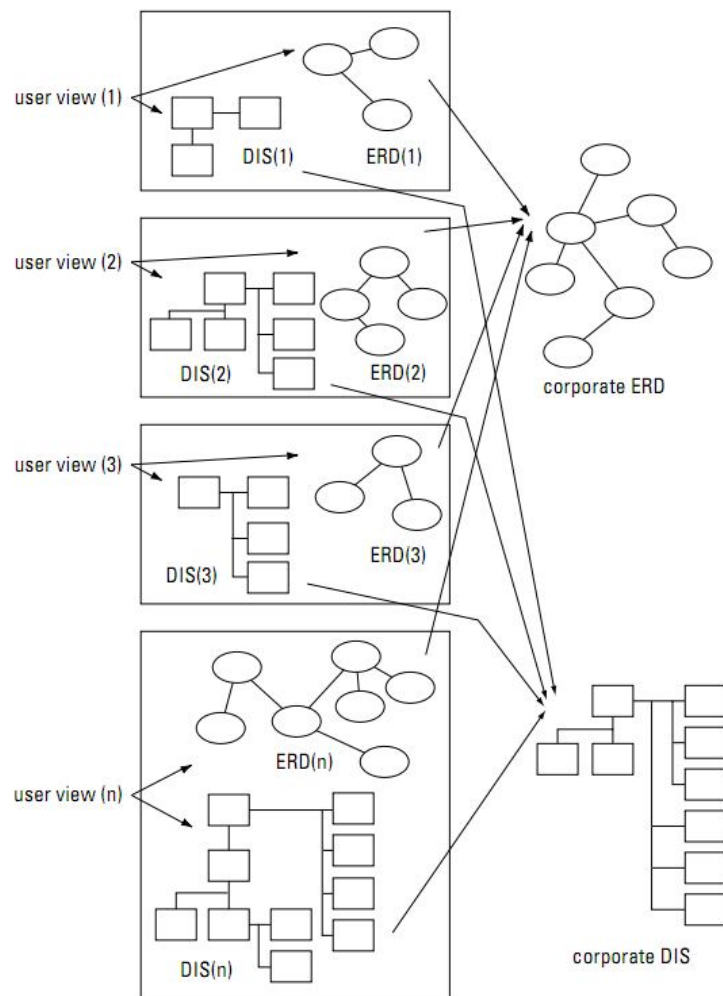 user view (1)
DIS(1)
ERD(1)
user view (2)
DIS(2)
ERD(2)
corporate ERD
user view (3)
DIS(3)
ERD(3)
ERD(n)
user view (n)
DIS(n)
corporate DIS